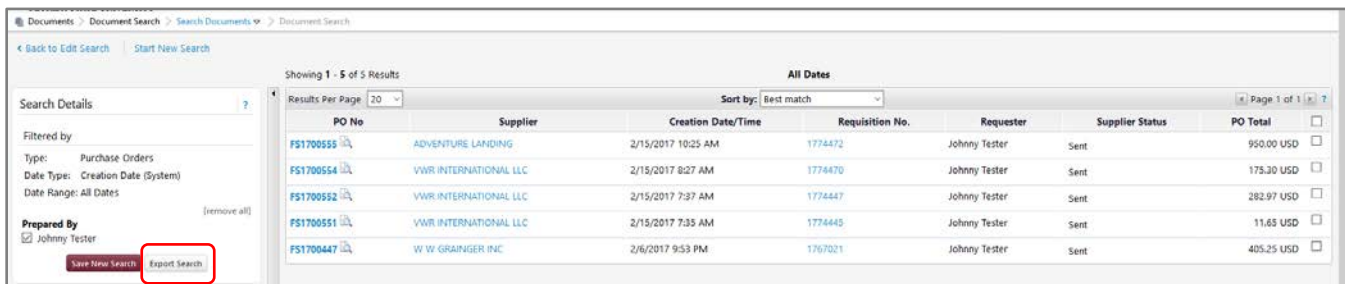 Documents > Document Search > Search Documents > Document Search
Back to Edit Search Start New Search
Showing 1 - 5 of 5 Results All Dates
Search Details ?
Results Per Page 20 Sort by: Best match Page 1 of 1 ?
PO No Supplier Creation Date/Time Requisition No. Requester Supplier Status PO Total
Filtered by
Type: Purchase Orders
Date Type: Creation Date (System)
Date Range: All Dates
[remove all]
Prepared By
Johnny Tester
Save New Search Export Search
FS1700555 ADVENTURE LANDING 2/15/2017 10:25 AM 1774472 Johnny Tester Sent 950.00 USD
FS1700554 VWR INTERNATIONAL LLC 2/15/2017 8:27 AM 1774470 Johnny Tester Sent 175.30 USD
FS1700552 VWR INTERNATIONAL LLC 2/15/2017 7:37 AM 1774447 Johnny Tester Sent 282.97 USD
FS1700551 VWR INTERNATIONAL LLC 2/15/2017 7:35 AM 1774445 Johnny Tester Sent 11.65 USD
FS1700447 W W GRAINGER INC 2/6/2017 9:53 PM 1767021 Johnny Tester Sent 405.25 USD